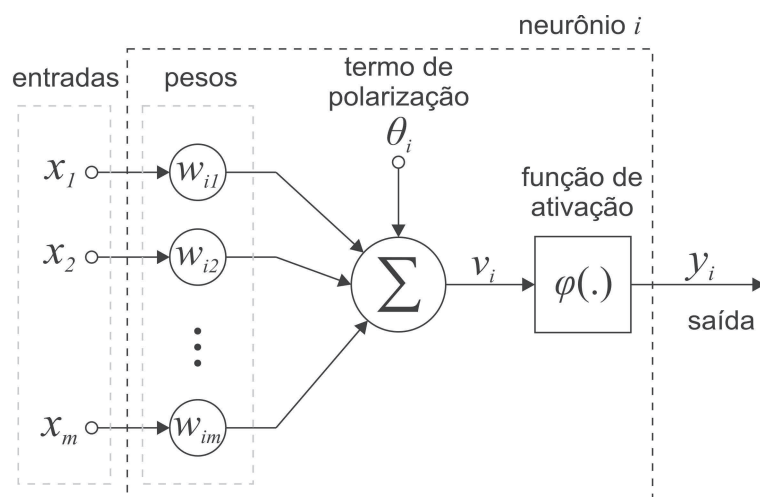 neurônio i
entradas
pesos
termo de
polarização
θi
x1
wi1
x2
wi2
xm
wim
∑
vi
função de
ativação
φ(.)
yi
saída